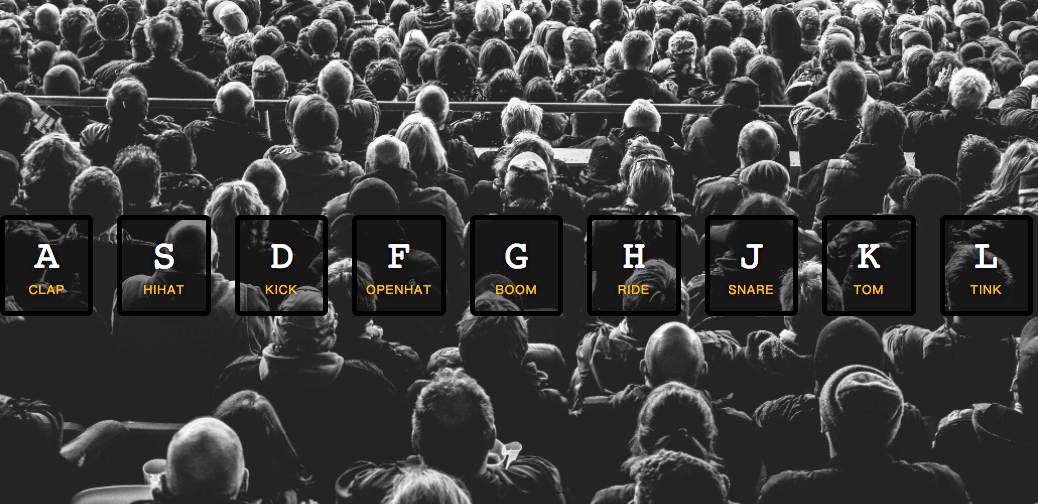 A S D F G H J K L
CLAP HIHAT KICK OPENHAT BOOM RIDE SNARE TOM TINK